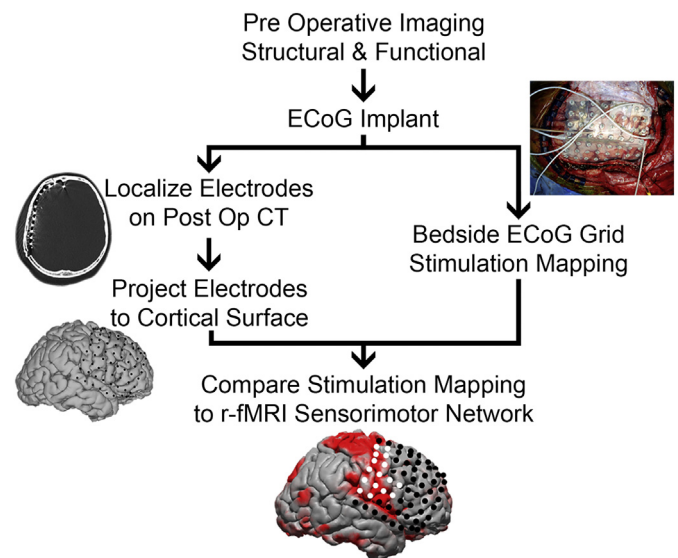 Pre Operative Imaging
Structural & Functional
ECoG Implant
Localize Electrodes
on Post Op CT
Bedside ECoG Grid
Stimulation Mapping
Project Electrodes
to Cortical Surface
Compare Stimulation Mapping
to r-fMRI Sensorimotor Network